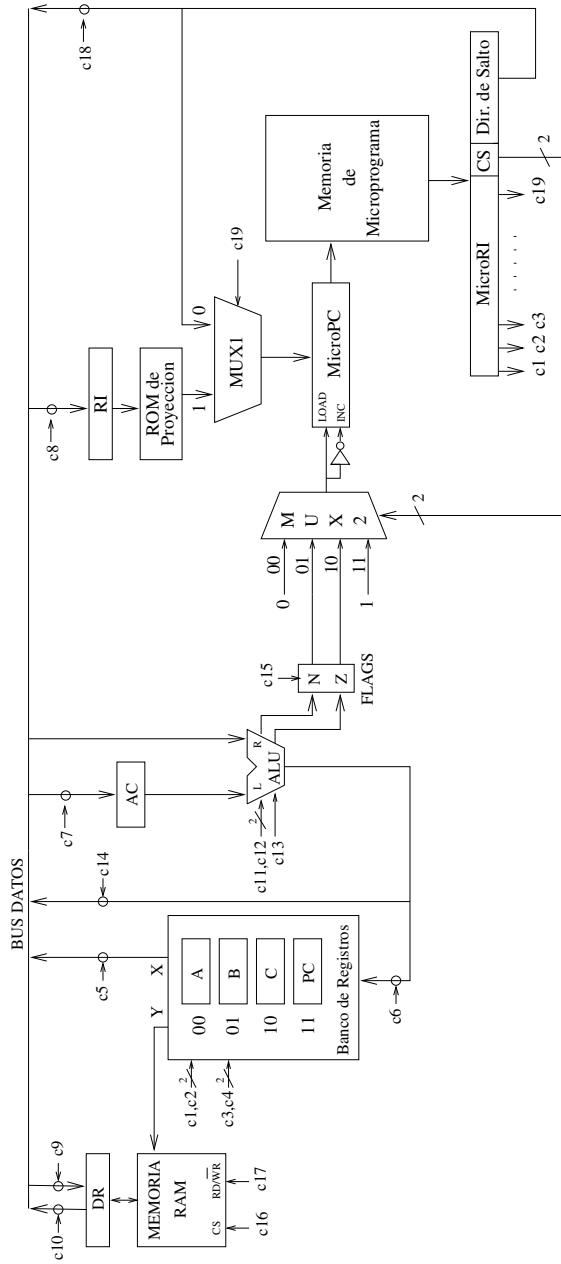 BUS DATOS
c10
c9
DR
MEMORIA
RAM
CS
RD/W̅R̅
c16
c17
c5
c14
Y
X
00
A
01
B
10
C
11
PC
Banco de Registros
c1,c2
2
c3,c4
2
c6
c7
AC
L
R
ALU
c11,c12
2
c13
c15
N
Z
FLAGS
0
00
01
10
1
11
M
U
X
2
2
c8
RI
ROM de
Proyeccion
1
0
MUX1
c19
LOAD
INC
MicroPC
Memoria
de
Microprograma
c18
MicroRI
CS
Dir. de Salto
c1 c2 c3
. . . . . .
c19
2